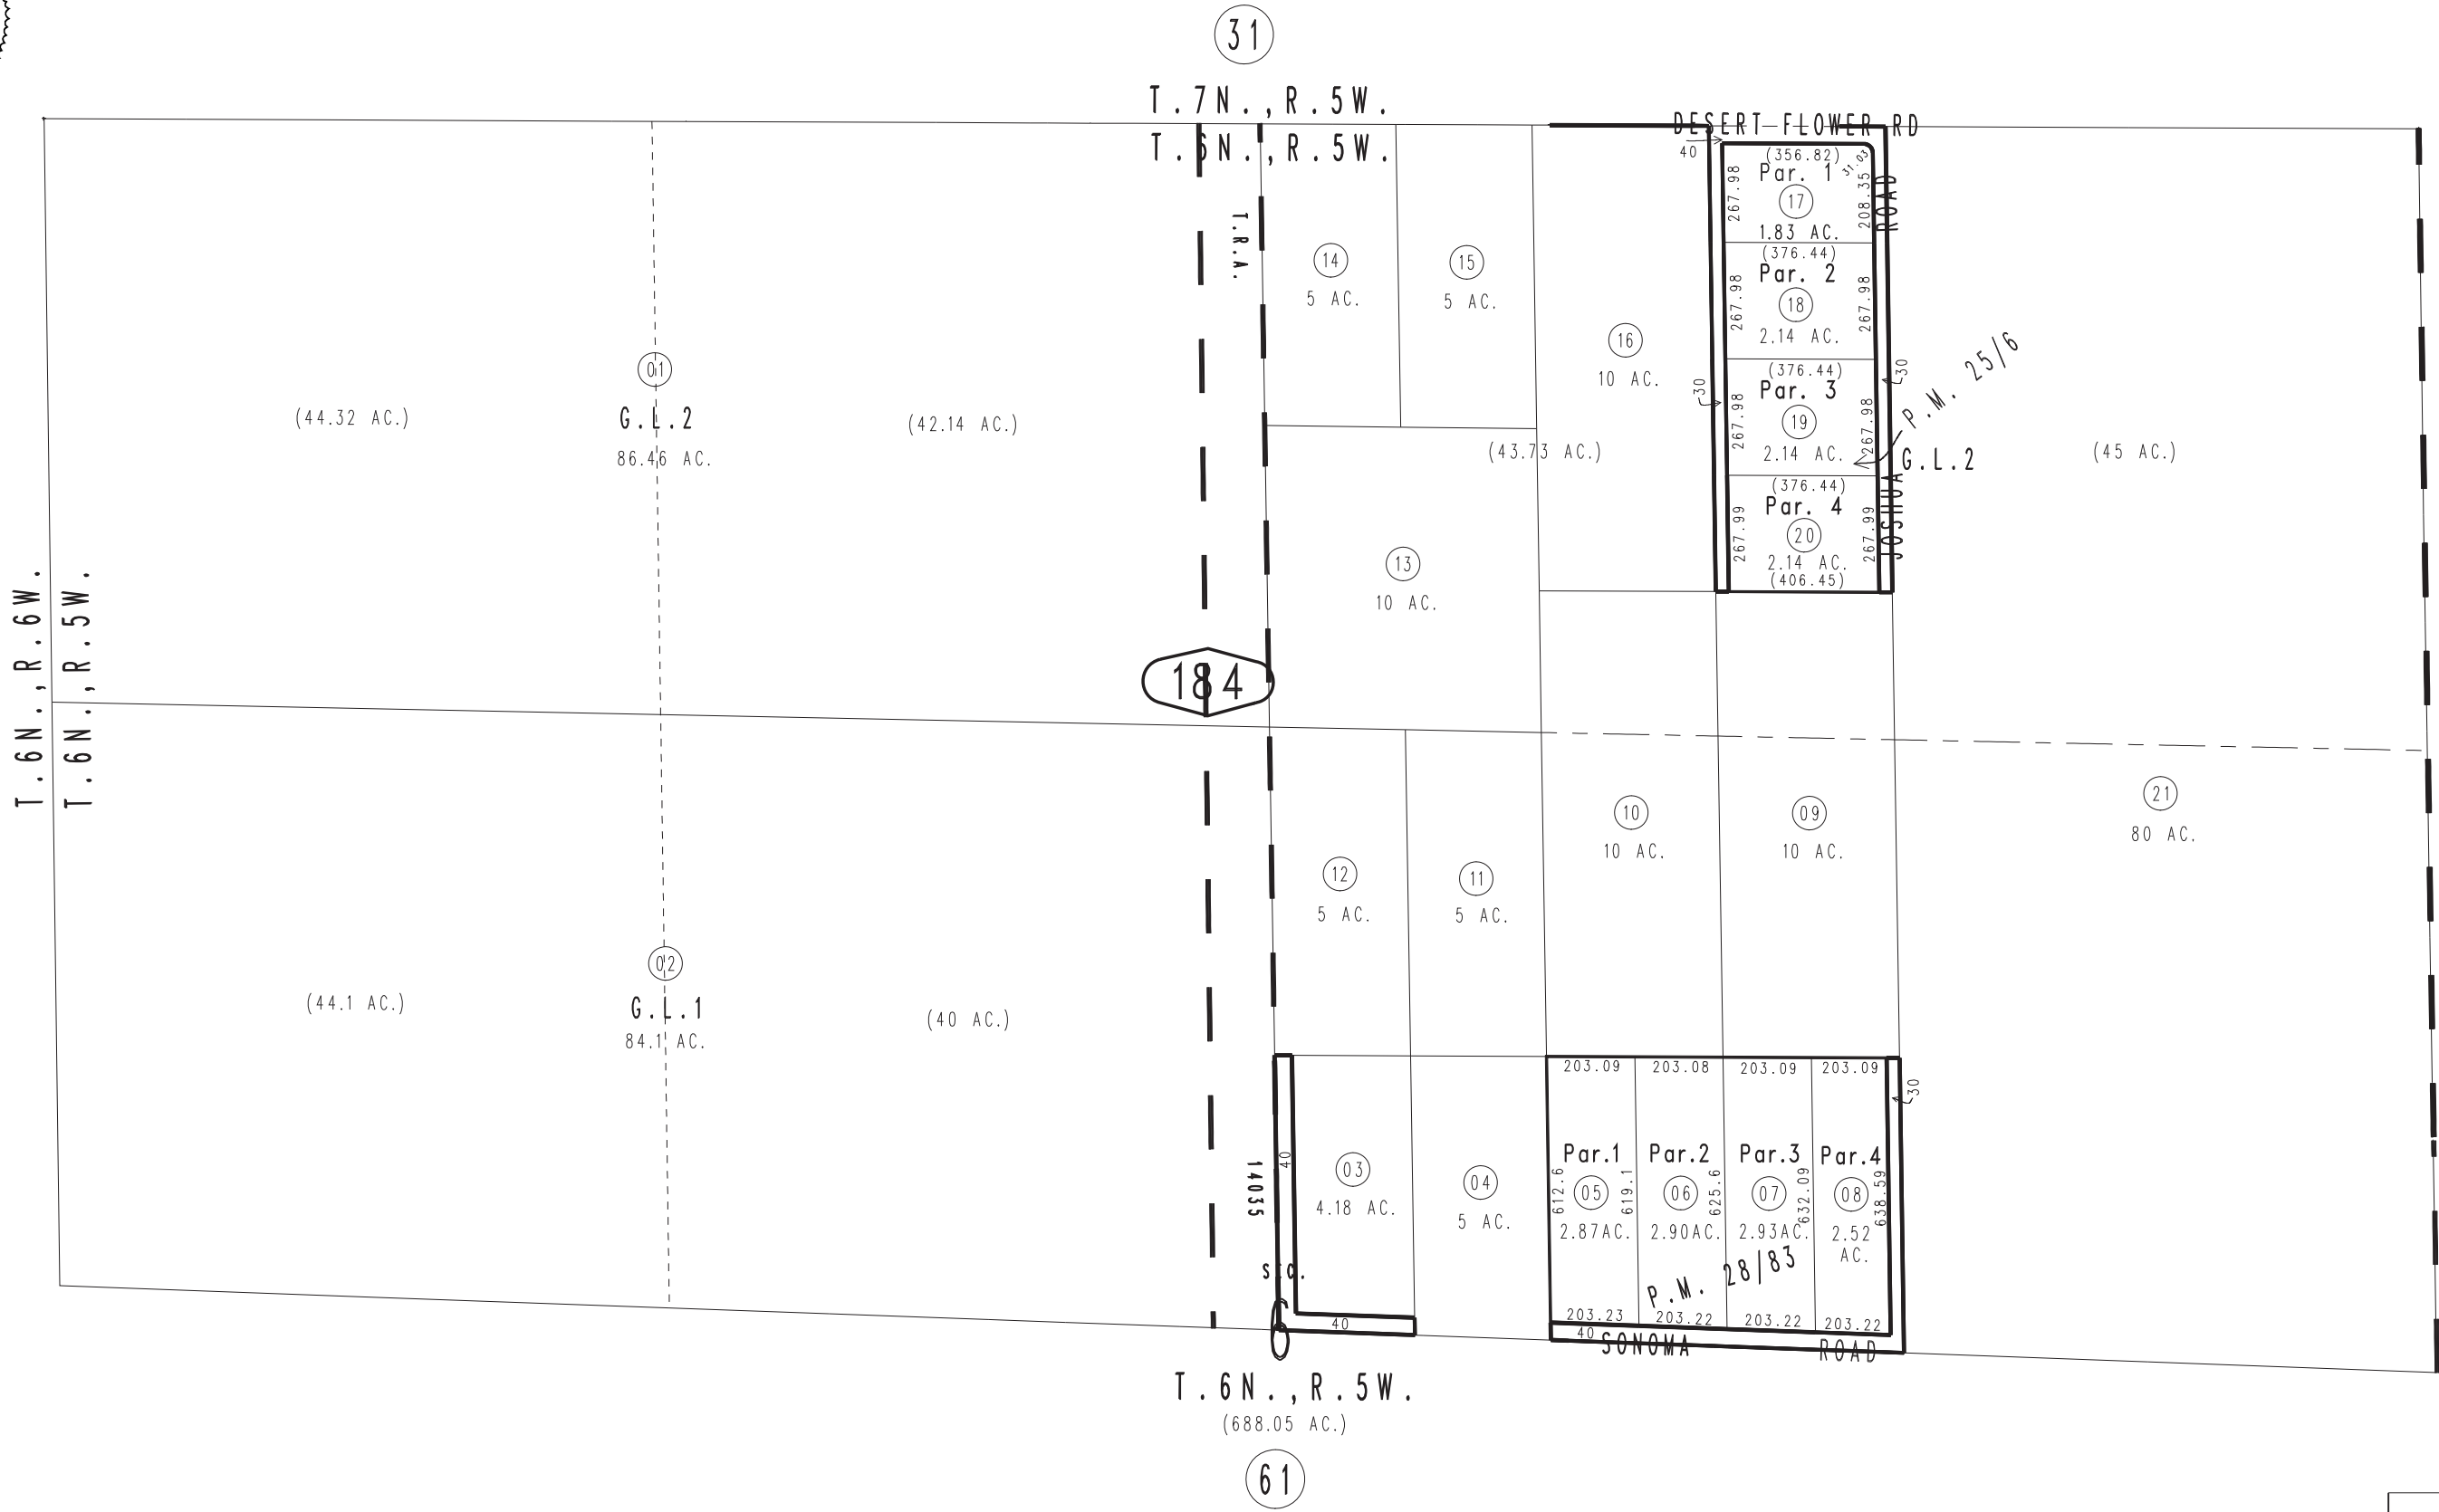 31
T.7N.,R.5W.
T.6N.,R.5W.
DESERT FLOWER RD
40
(356.82)
31.03
Par. 1
17
1.83 AC.
267.98
208.35
ROAD
(376.44)
Par. 2
18
2.14 AC.
267.98
267.98
(376.44)
Par. 3
19
2.14 AC.
267.98
267.98
30
30
P.M. 25/6
(376.44)
Par. 4
20
2.14 AC.
(406.45)
267.99
267.99
JOSHUA
G.L.2
(45 AC.)
T.R.A.
14
5 AC.
15
5 AC.
16
10 AC.
(43.73 AC.)
(44.32 AC.)
01
G.L.2
86.46 AC.
(42.14 AC.)
13
10 AC.
T.6N.,R.6W.
T.6N.,R.5W.
184
12
5 AC.
11
5 AC.
10
10 AC.
09
10 AC.
21
80 AC.
(44.1 AC.)
02
G.L.1
84.1 AC.
(40 AC.)
14035
40
03
4.18 AC.
40
04
5 AC.
203.09
203.08
203.09
203.09
30
Par.1
05
2.87AC.
612.6
619.1
Par.2
06
2.90AC.
625.6
Par.3
07
2.93AC.
632.09
Par.4
08
2.52
AC.
638.59
P.M. 28/83
203.23
203.22
203.22
203.22
40
SONOMA ROAD
SEC.
6
T.6N.,R.5W.
(688.05 AC.)
61